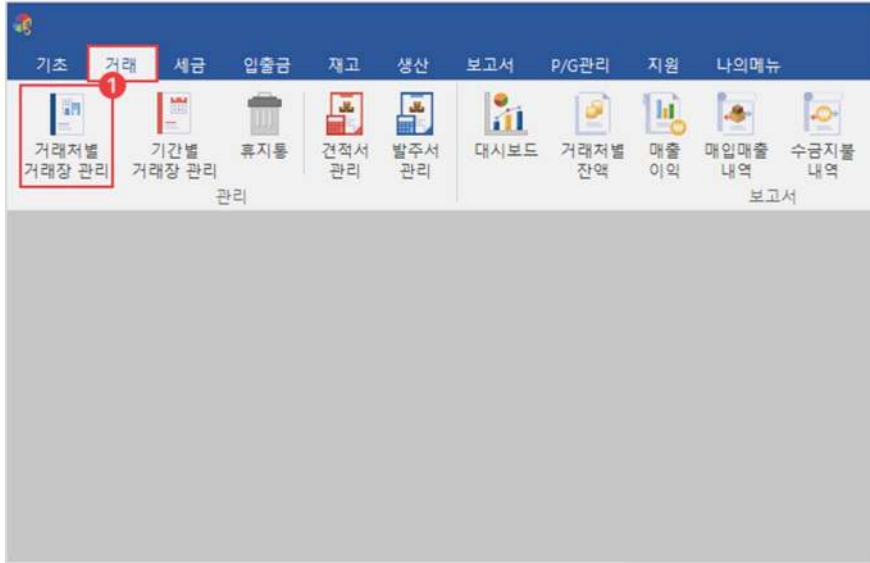 기초 거래 세금 입출금 재고 생산 보고서 P/G관리 지원 나의메뉴
1
거래처별 기간별 휴지통 견적서 발주서 대시보드 거래처별 매출 매입매출 수금지불
거래장 관리 거래장 관리 관리 관리 잔액 이익 내역 내역
관리 보고서